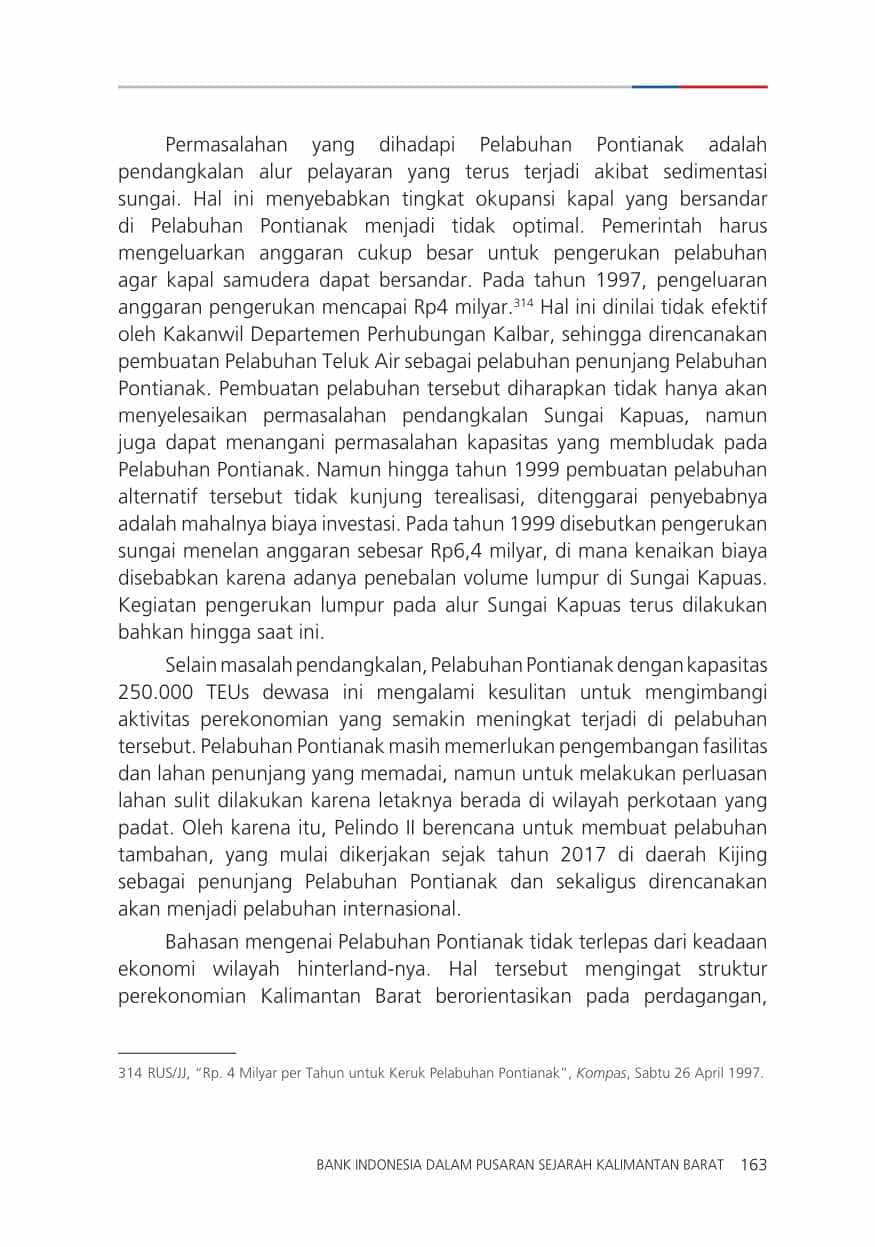 Permasalahan yang dihadapi Pelabuhan Pontianak adalah
pendangkalan alur pelayaran yang terus terjadi akibat sedimentasi
sungai. Hal ini menyebabkan tingkat okupansi kapal yang bersandar
di Pelabuhan Pontianak menjadi tidak optimal. Pemerintah harus
mengeluarkan anggaran cukup besar untuk pengerukan pelabuhan
agar kapal samudera dapat bersandar. Pada tahun 1997, pengeluaran
anggaran pengerukan mencapai Rp4 milyar.³¹⁴ Hal ini dinilai tidak efektif
oleh Kakanwil Departemen Perhubungan Kalbar, sehingga direncanakan
pembuatan Pelabuhan Teluk Air sebagai pelabuhan penunjang Pelabuhan
Pontianak. Pembuatan pelabuhan tersebut diharapkan tidak hanya akan
menyelesaikan permasalahan pendangkalan Sungai Kapuas, namun
juga dapat menangani permasalahan kapasitas yang membludak pada
Pelabuhan Pontianak. Namun hingga tahun 1999 pembuatan pelabuhan
alternatif tersebut tidak kunjung terealisasi, ditenggarai penyebabnya
adalah mahalnya biaya investasi. Pada tahun 1999 disebutkan pengerukan
sungai menelan anggaran sebesar Rp6,4 milyar, di mana kenaikan biaya
disebabkan karena adanya penebalan volume lumpur di Sungai Kapuas.
Kegiatan pengerukan lumpur pada alur Sungai Kapuas terus dilakukan
bahkan hingga saat ini.
Selain masalah pendangkalan, Pelabuhan Pontianak dengan kapasitas
250.000 TEUs dewasa ini mengalami kesulitan untuk mengimbangi
aktivitas perekonomian yang semakin meningkat terjadi di pelabuhan
tersebut. Pelabuhan Pontianak masih memerlukan pengembangan fasilitas
dan lahan penunjang yang memadai, namun untuk melakukan perluasan
lahan sulit dilakukan karena letaknya berada di wilayah perkotaan yang
padat. Oleh karena itu, Pelindo II berencana untuk membuat pelabuhan
tambahan, yang mulai dikerjakan sejak tahun 2017 di daerah Kijing
sebagai penunjang Pelabuhan Pontianak dan sekaligus direncanakan
akan menjadi pelabuhan internasional.
Bahasan mengenai Pelabuhan Pontianak tidak terlepas dari keadaan
ekonomi wilayah hinterland-nya. Hal tersebut mengingat struktur
perekonomian Kalimantan Barat berorientasikan pada perdagangan,
314 RUS/JJ, “Rp. 4 Milyar per Tahun untuk Keruk Pelabuhan Pontianak”, Kompas, Sabtu 26 April 1997.
BANK INDONESIA DALAM PUSARAN SEJARAH KALIMANTAN BARAT 163